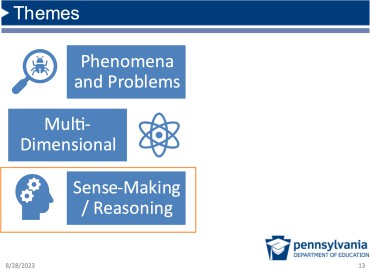 Themes
Phenomena
and Problems
Multi-
Dimensional
Sense-Making
/ Reasoning
pennsylvania
DEPARTMENT OF EDUCATION
8/28/2023
13